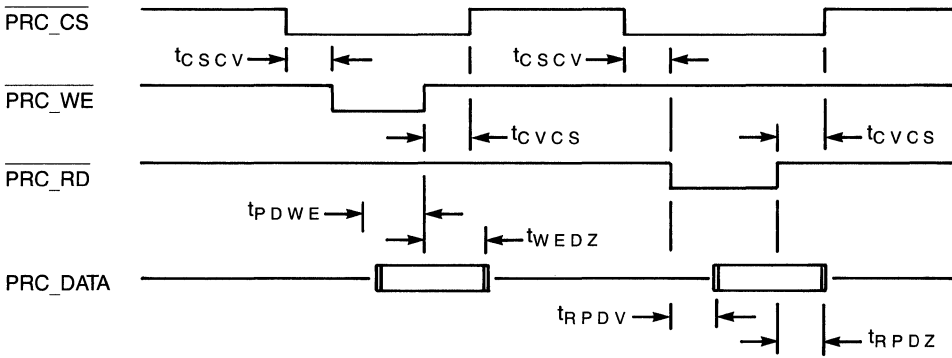 PRC_CS
tCSCV tCSCV
PRC_WE
tCVCS tCVCS
PRC_RD
tPDWE
tWEDZ
PRC_DATA
tRPDV
tRPDZ